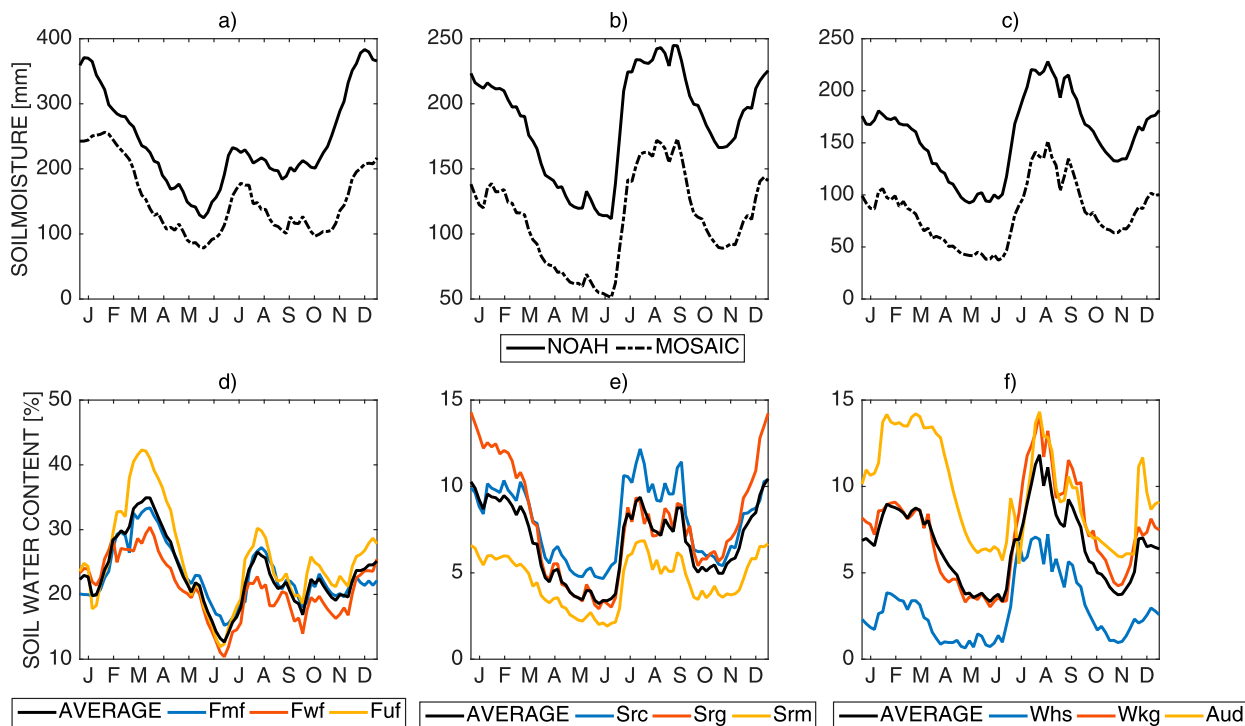 a)
b)
c)
SOILMOISTURE [mm]
400
300
200
100
0
J F M A M J J A S O N D
250
200
150
100
50
J F M A M J J A S O N D
250
200
150
100
50
0
J F M A M J J A S O N D
NOAH MOSAIC
d)
e)
f)
SOIL WATER CONTENT [%]
50
40
30
20
10
J F M A M J J A S O N D
15
10
5
0
J F M A M J J A S O N D
15
10
5
0
J F M A M J J A S O N D
AVERAGE Fmf Fwf Fuf
AVERAGE Src Srg Srm
AVERAGE Whs Wkg Aud